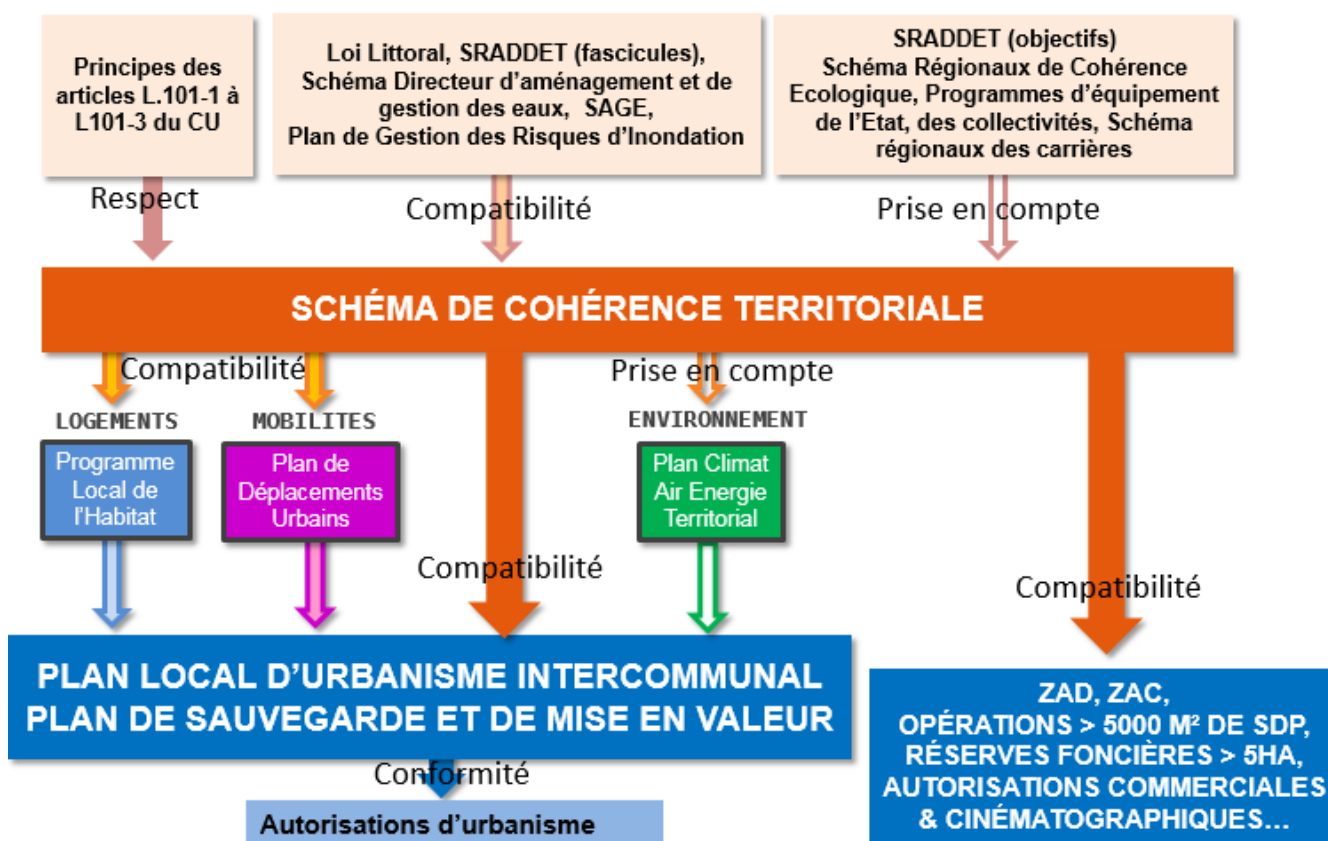 Principes des
articles L.101-1 à
L101-3 du CU
Loi Littoral, SRADDET (fascicules),
Schéma Directeur d'aménagement et de
gestion des eaux, SAGE,
Plan de Gestion des Risques d'Inondation
SRADDET (objectifs)
Schéma Régionaux de Cohérence
Ecologique, Programmes d'équipement
de l'Etat, des collectivités, Schéma
régionaux des carrières
Respect
Compatibilité
Prise en compte
SCHÉMA DE COHÉRENCE TERRITORIALE
Compatibilité
Prise en compte
LOGEMENTS
MOBILITES
ENVIRONNEMENT
Programme
Local de
l'Habitat
Plan de
Déplacements
Urbains
Plan Climat
Air Energie
Territorial
Compatibilité
Compatibilité
PLAN LOCAL D'URBANISME INTERCOMMUNAL
PLAN DE SAUVEGARDE ET DE MISE EN VALEUR
ZAD, ZAC,
OPÉRATIONS > 5000 M² DE SDP,
RÉSERVES FONCIÈRES > 5HA,
AUTORISATIONS COMMERCIALES
& CINÉMATOGRAPHIQUES…
Conformité
Autorisations d'urbanisme